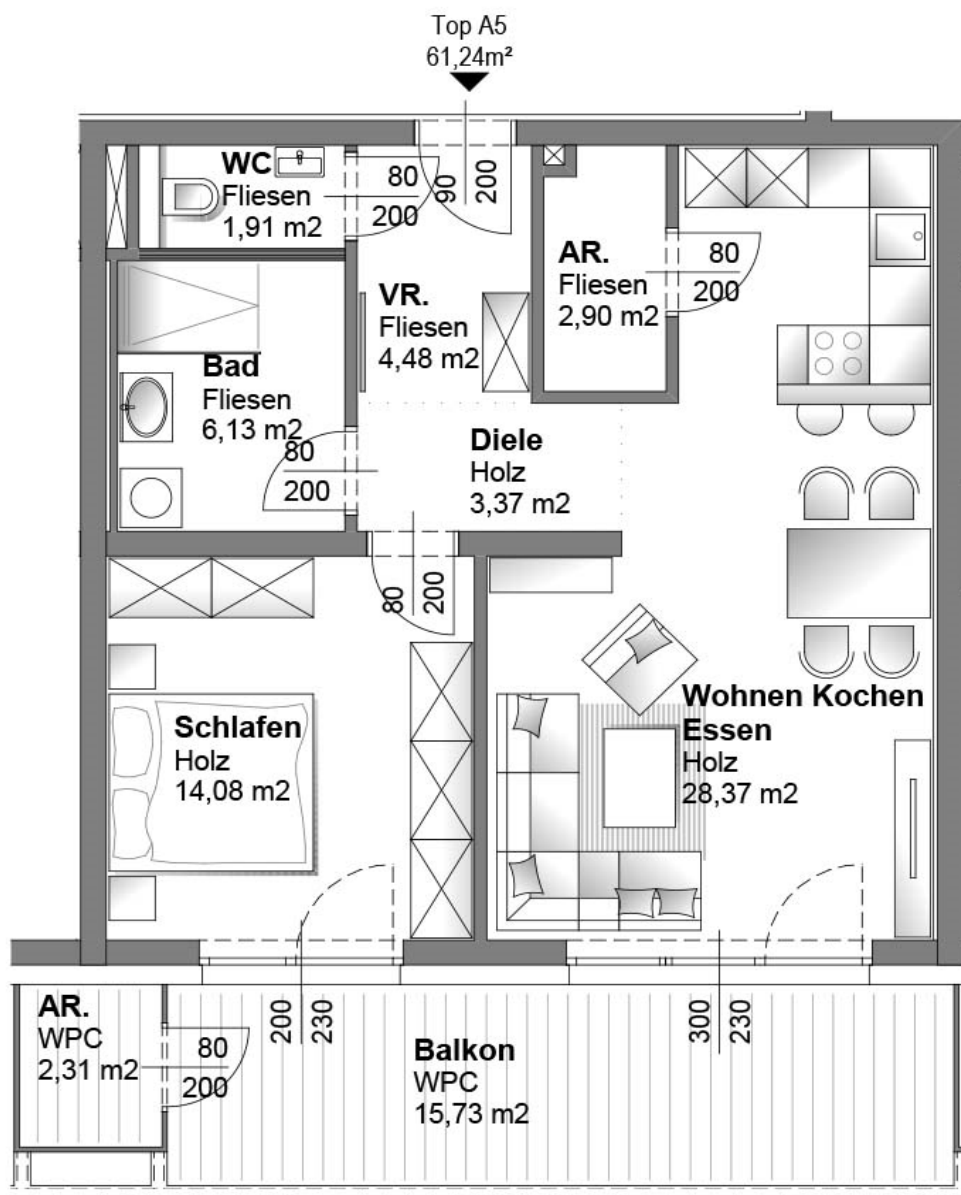 Top A5
61,24m²
WC
Fliesen
1,91 m2
80
200
90
200
AR.
Fliesen
2,90 m2
80
200
VR.
Fliesen
4,48 m2
Bad
Fliesen
6,13 m2
80
200
Diele
Holz
3,37 m2
80
200
Schlafen
Holz
14,08 m2
Wohnen Kochen
Essen
Holz
28,37 m2
200
230
300
230
AR.
WPC
2,31 m2
80
200
Balkon
WPC
15,73 m2